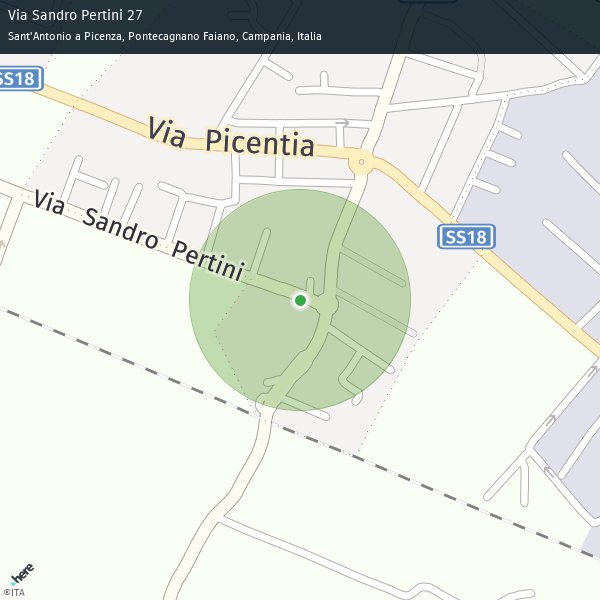 Via Sandro Pertini 27
Sant'Antonio a Picenza, Pontecagnano Faiano, Campania, Italia
SS18
Via Picentia
Via Sandro Pertini
SS18
here
©ITA